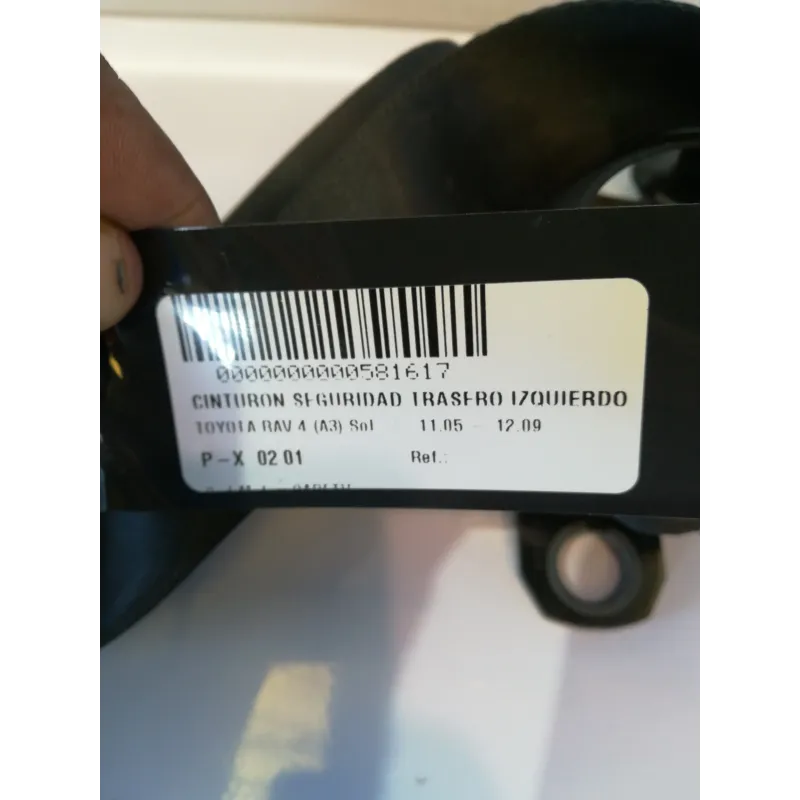 0000000000581617
CINTURON SEGURIDAD TRASERO IZQUIERDO
TOYOTA RAV 4 (A3) Sol 11.05 - 12.09
P-X 02 01 Ref.: